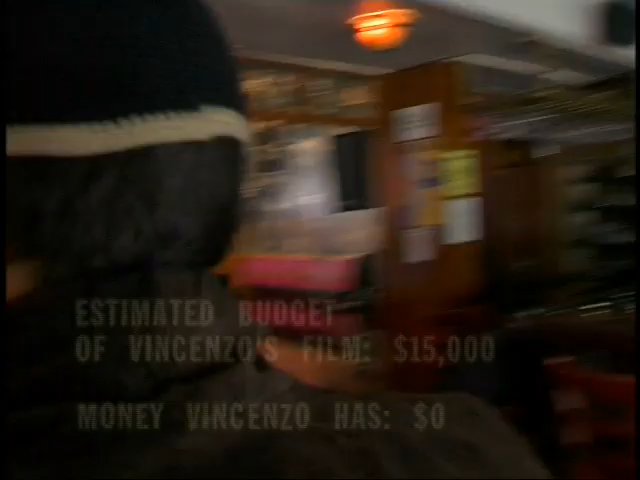 ESTIMATED BUDGET
OF VINCENZO'S FILM: $15,000
MONEY VINCENZO HAS: $0